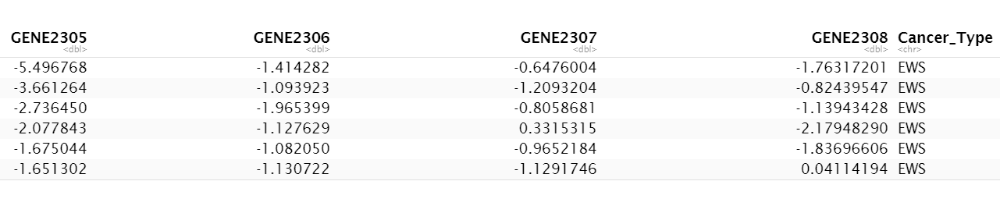 GENE2305 GENE2306 GENE2307 GENE2308 Cancer_Type
<dbl> <dbl> <dbl> <dbl> <chr>
-5.496768 -1.414282 -0.6476004 -1.76317201 EWS
-3.661264 -1.093923 -1.2093204 -0.82439547 EWS
-2.736450 -1.965399 -0.8058681 -1.13943428 EWS
-2.077843 -1.127629 0.3315315 -2.17948290 EWS
-1.675044 -1.082050 -0.9652184 -1.83696606 EWS
-1.651302 -1.130722 -1.1291746 0.04114194 EWS